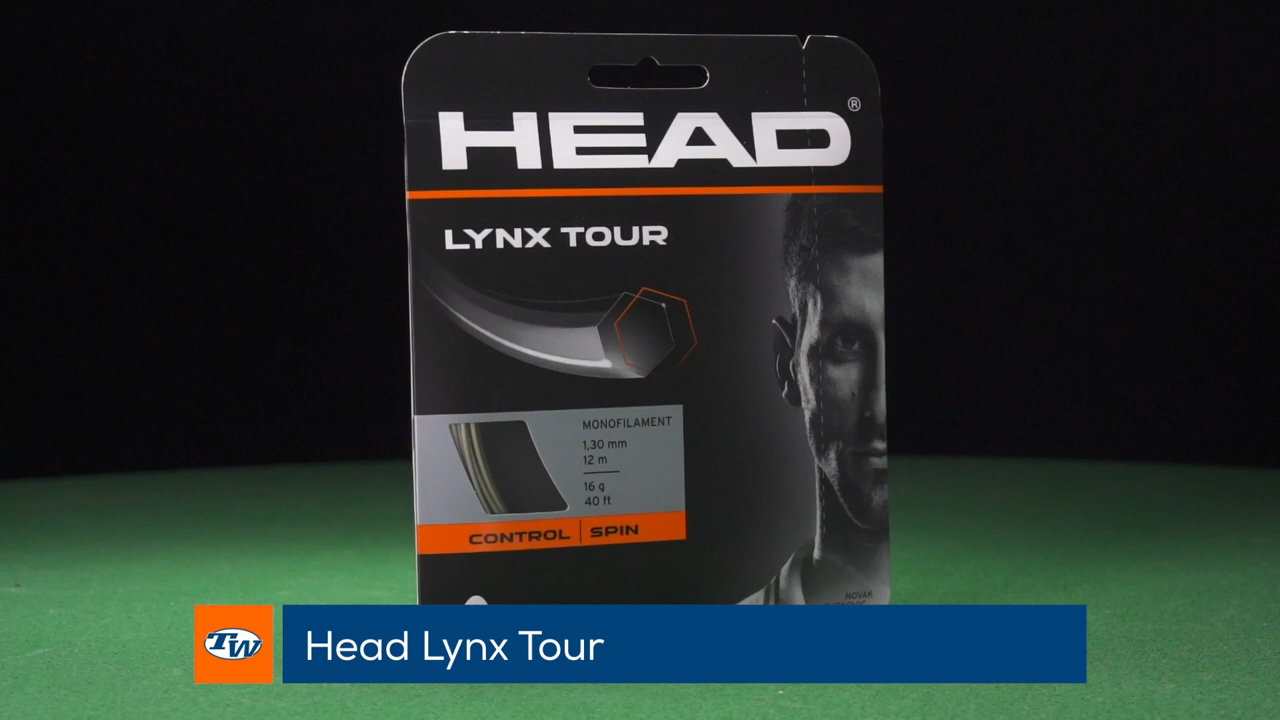 HEAD®
LYNX TOUR
MONOFILAMENT
1,30 mm
12 m
16 g
40 ft
CONTROL | SPIN
NOVAK
TW
Head Lynx Tour